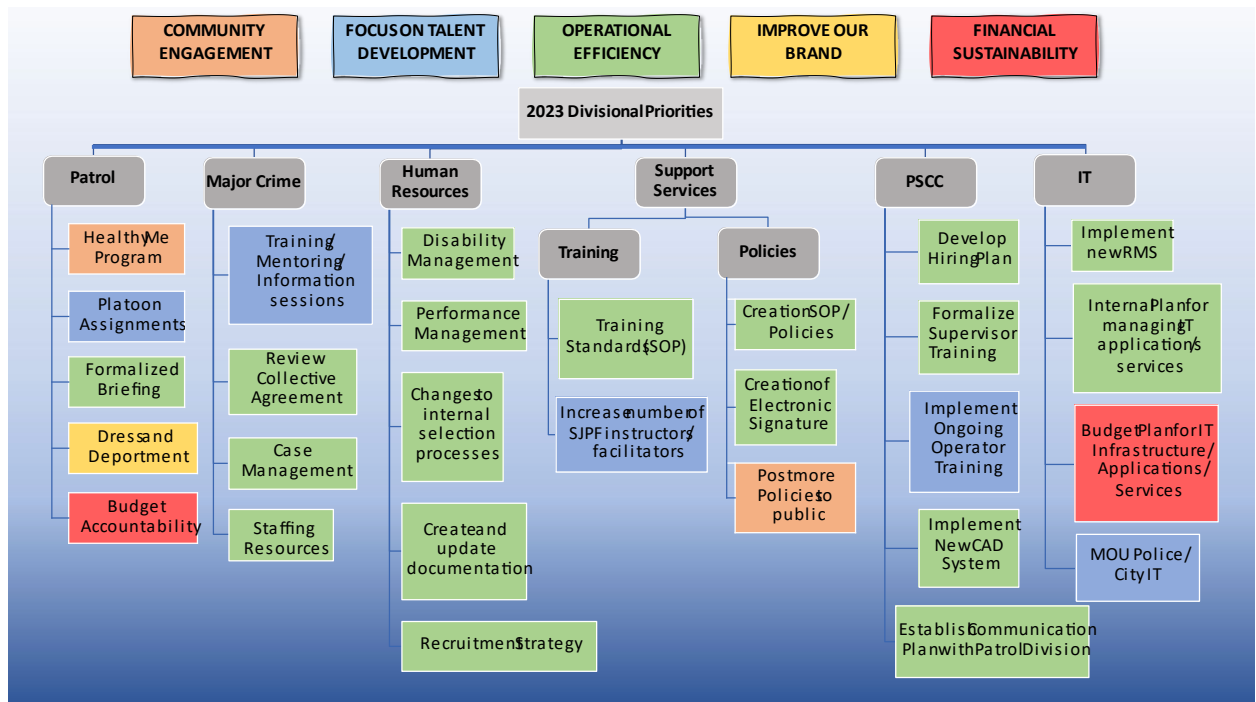 COMMUNITY
ENGAGEMENT
FOCUS ON TALENT
DEVELOPMENT
OPERATIONAL
EFFICIENCY
IMPROVE OUR
BRAND
FINANCIAL
SUSTAINABILITY
2023 Divisional Priorities
Patrol
Healthy Me
Program
Platoon
Assignments
Formalized
Briefing
Dress and
Deportment
Budget
Accountability
Major Crime
Training/
Mentoring/
Information
sessions
Review
Collective
Agreement
Case
Management
Staffing
Resources
Human
Resources
Disability
Management
Performance
Management
Changes to
internal
selection
processes
Create and
update
documentation
Recruitment Strategy
Support
Services
Training
Training
Standards (SOP)
Increase number of
SJPF instructors/
facilitators
Policies
Creation SOP/
Policies
Creation of
Electronic
Signature
Post more
Policies to
public
PSCC
Develop
Hiring Plan
Formalize
Supervisor
Training
Implement
Ongoing
Operator
Training
Implement
New CAD
System
Establish Communication
Plan with Patrol Division
IT
Implement
new RMS
Internal Plan for
managing IT
applications/
services
Budget Plan for IT
Infrastructure/
Applications/
Services
MOU Police/
City IT